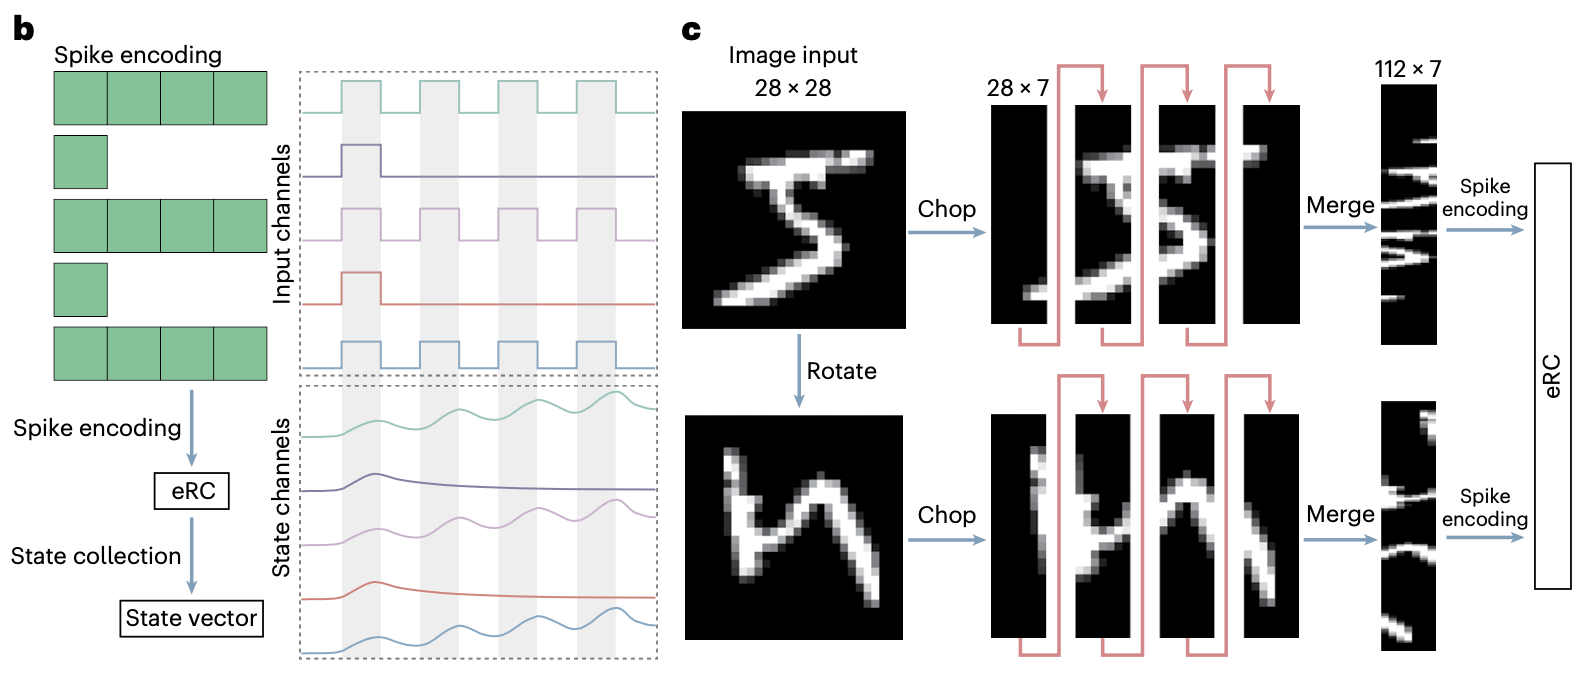 b
Spike encoding
Input channels
State channels
Spike encoding
eRC
State collection
State vector
c
Image input
28 × 28
Chop
28 × 7
Merge
112 × 7
Spike
encoding
Rotate
Chop
Merge
Spike
encoding
eRC